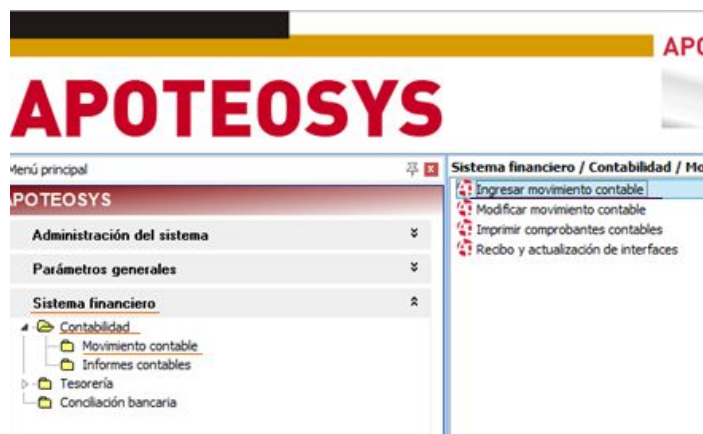 APO
APOTEOSYS
Menú principal
Sistema financiero / Contabilidad / Mo
APOTEOSYS
Administración del sistema
Parámetros generales
Sistema financiero
Contabilidad
Movimiento contable
Informes contables
Tesorería
Conciliación bancaria
Ingresar movimiento contable
Modificar movimiento contable
Imprimir comprobantes contables
Recibo y actualización de interfaces